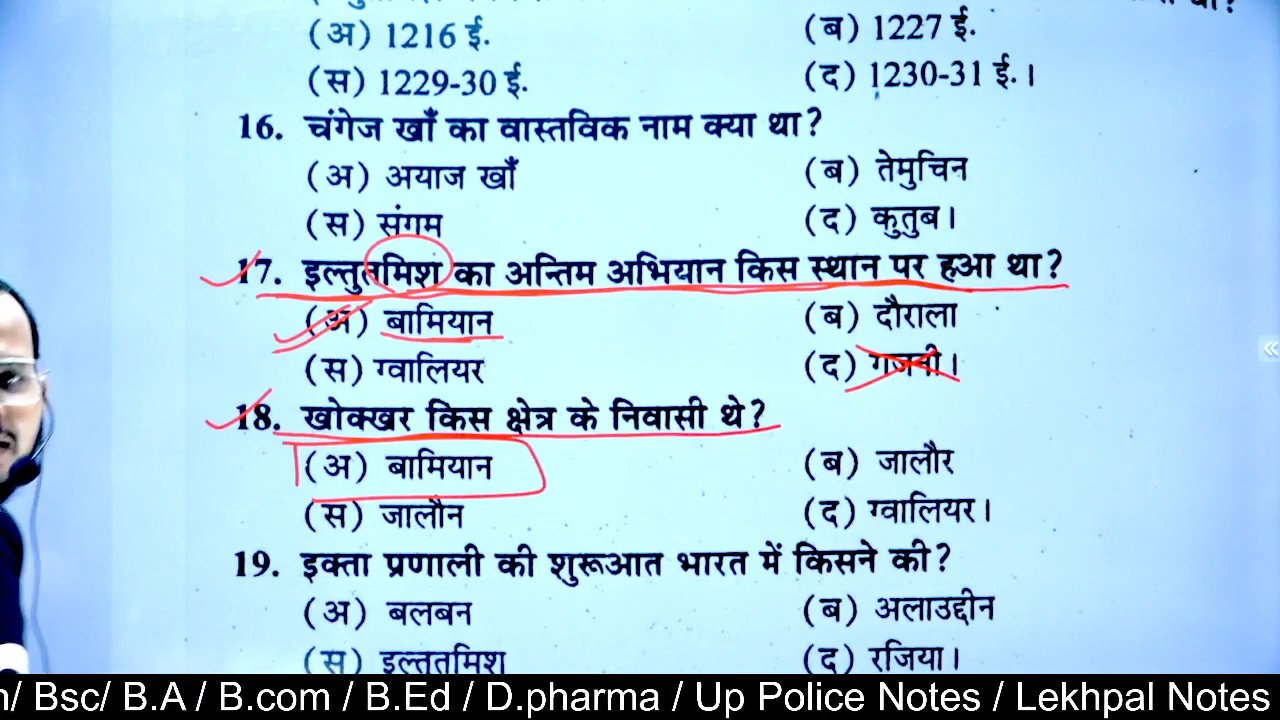 (अ) 1216 ई. (ब) 1227 ई.
(स) 1229-30 ई. (द) 1230-31 ई.।
16. चंगेज खाँ का वास्तविक नाम क्या था?
(अ) अयाज खाँ (ब) तेमुचिन
(स) संगम (द) कुतुब।
17. इल्तुतमिश का अन्तिम अभियान किस स्थान पर हआ था?
(अ) बामियान (ब) दौराला
(स) ग्वालियर (द) गजनी।
18. खोक्खर किस क्षेत्र के निवासी थे?
(अ) बामियान (ब) जालौर
(स) जालौन (द) ग्वालियर।
19. इक्ता प्रणाली की शुरूआत भारत में किसने की?
(अ) बलबन (ब) अलाउद्दीन
(स) इल्तुतमिश (द) रजिया।
/ Bsc/ B.A / B.com / B.Ed / D.pharma / Up Police Notes / Lekhpal Notes